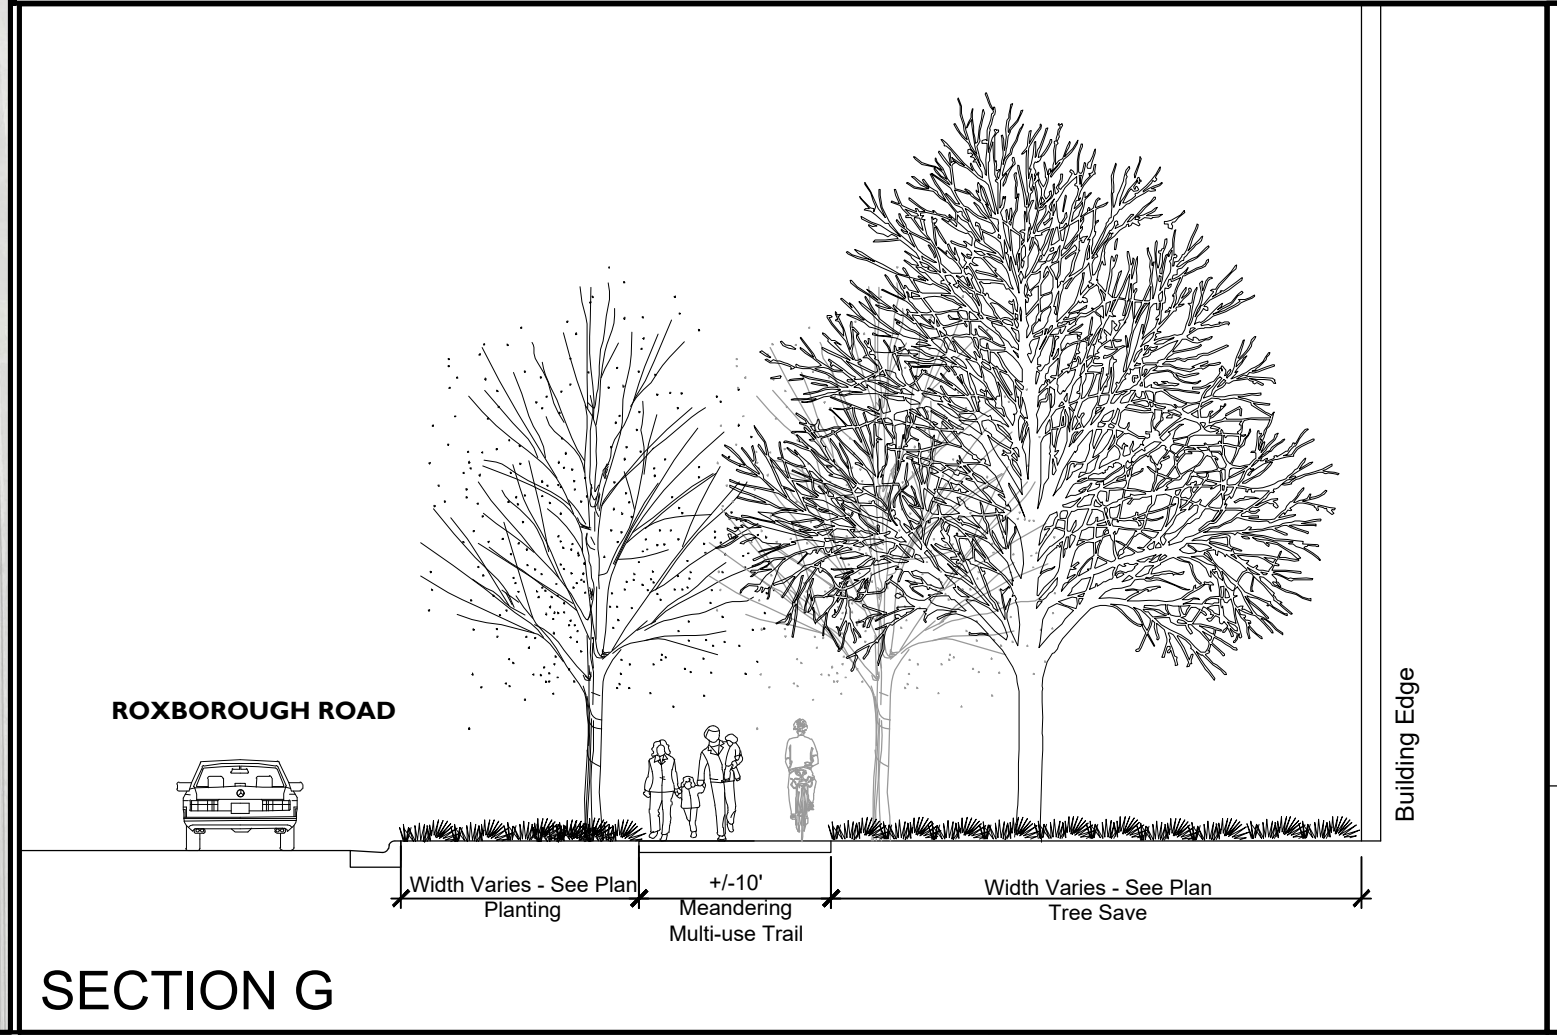 ROXBOROUGH ROAD
Building Edge
Width Varies - See Plan
Planting
+/-10'
Meandering
Multi-use Trail
Width Varies - See Plan
Tree Save
SECTION G